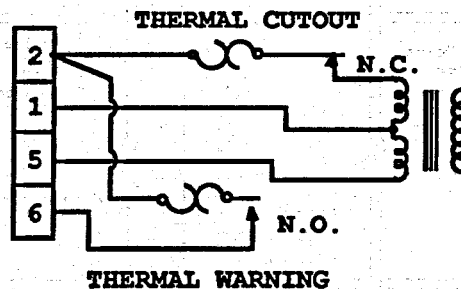 THERMAL CUTOUT
2
N.C.
1
5
6
N.O.
THERMAL WARNING